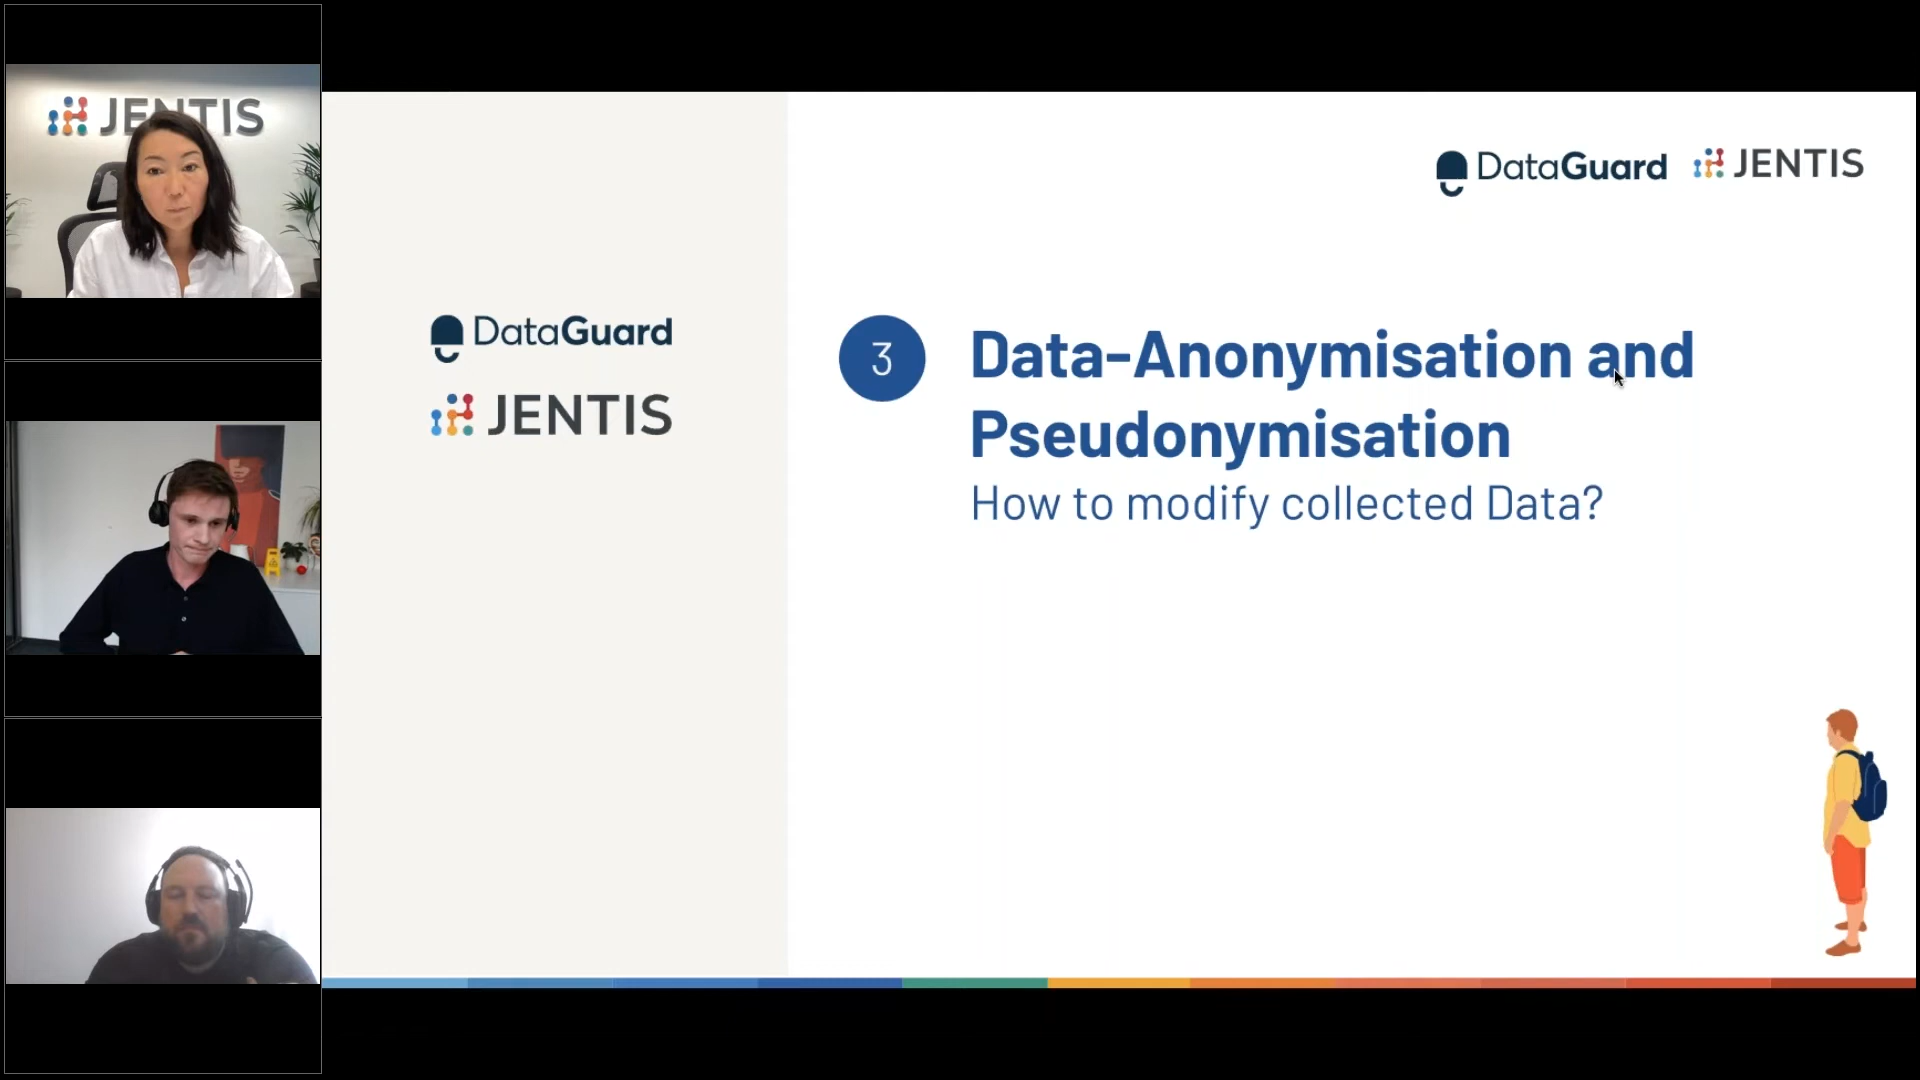 JENTIS
DataGuard JENTIS
DataGuard
JENTIS
3
Data-Anonymisation and
Pseudonymisation
How to modify collected Data?